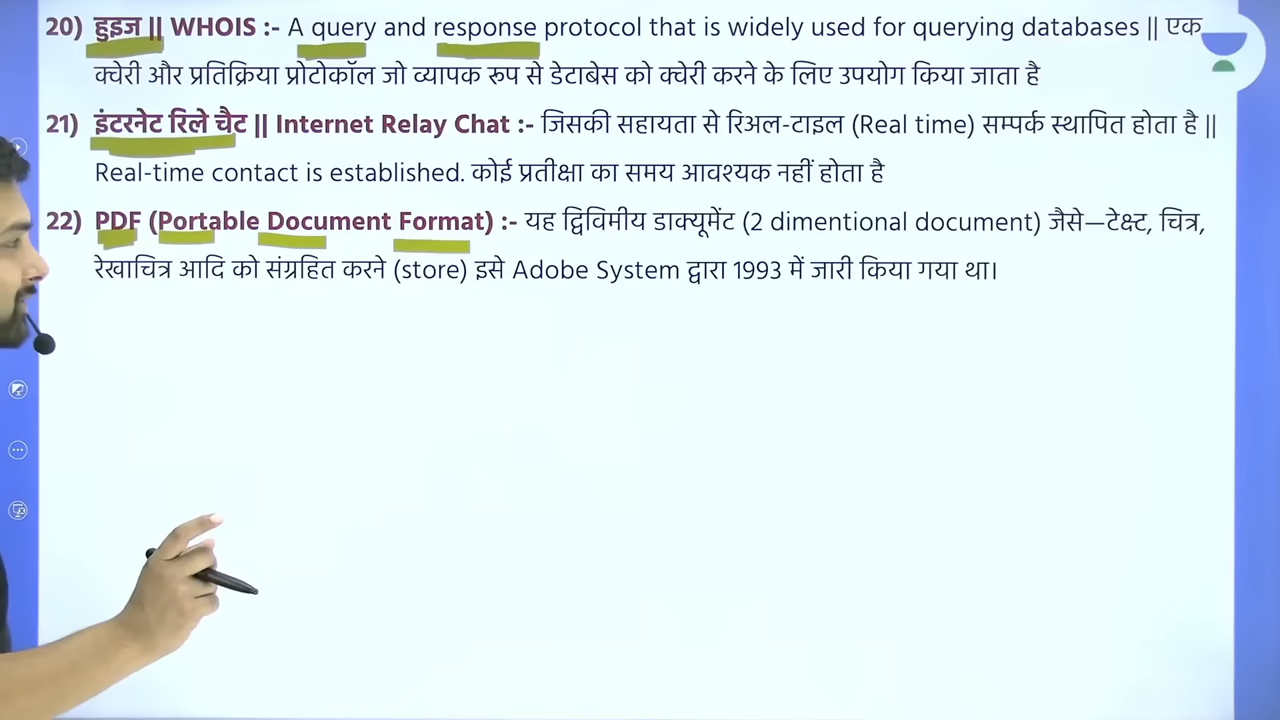 20) हुइज || WHOIS :- A query and response protocol that is widely used for querying databases || एक
क्वेरी और प्रतिक्रिया प्रोटोकॉल जो व्यापक रूप से डेटाबेस को क्वेरी करने के लिए उपयोग किया जाता है
21) इंटरनेट रिले चैट || Internet Relay Chat :- जिसकी सहायता से रिअल-टाइल (Real time) सम्पर्क स्थापित होता है ||
Real-time contact is established. कोई प्रतीक्षा का समय आवश्यक नहीं होता है
22) PDF (Portable Document Format) :- यह द्विविमीय डाक्यूमेंट (2 dimentional document) जैसे—टेक्ष्ट, चित्र,
रेखाचित्र आदि को संग्रहित करने (store) इसे Adobe System द्वारा 1993 में जारी किया गया था।